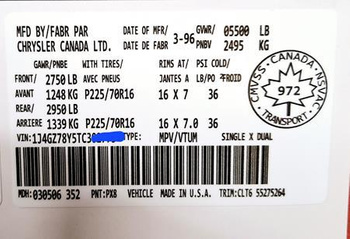 MFD BY/FABR PAR DATE OF MFR/ 3-96 GVWR/ 05500 LB
CHRYSLER CANADA LTD. DATE DE FABR PNBV 2495 KG
GAWR/PNBE WITH TIRES/ RIMS AT/ PSI COLD/
FRONT/ 2750 LB AVEC PNEUS JANTES A LB/PO ²FROID
AVANT 1248 KG P225/70R16 16 X 7 36
REAR/ 2950 LB
ARRIERE 1339 KG P225/70R16 16 X 7.0 36
CMVSS · CANADA · NSVAC · TRANSPORT
972
VIN:1J4GZ78Y5TC TYPE: MPV/VTUM SINGLE X DUAL
MDH: 030506 352 PNT: PX8 VEHICLE MADE IN U.S.A. TRIM: CLT6 55275264